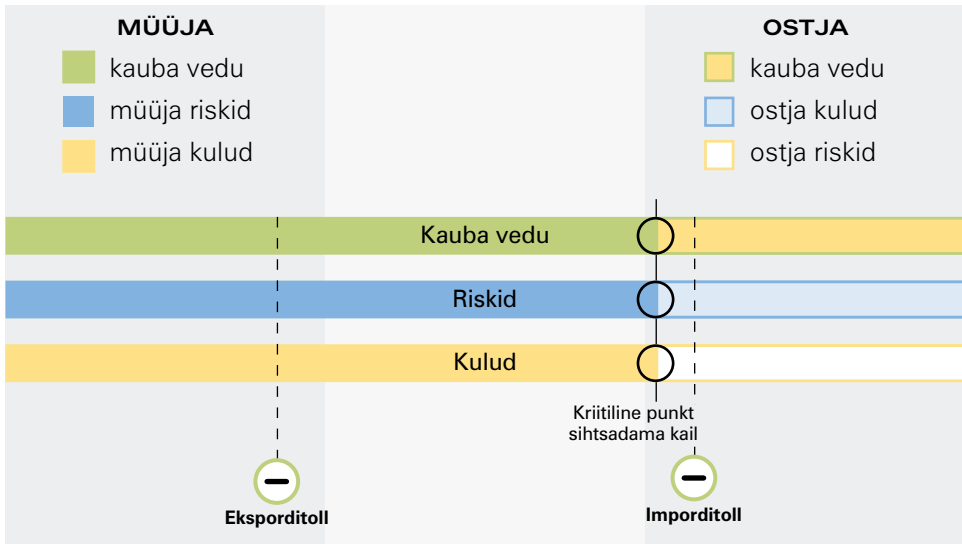 MÜÜJA
kauba vedu
müüja riskid
müüja kulud
OSTJA
kauba vedu
ostja kulud
ostja riskid
Kauba vedu
Riskid
Kulud
Kriitiline punkt
sihtsadama kail
Eksporditoll
Imporditoll